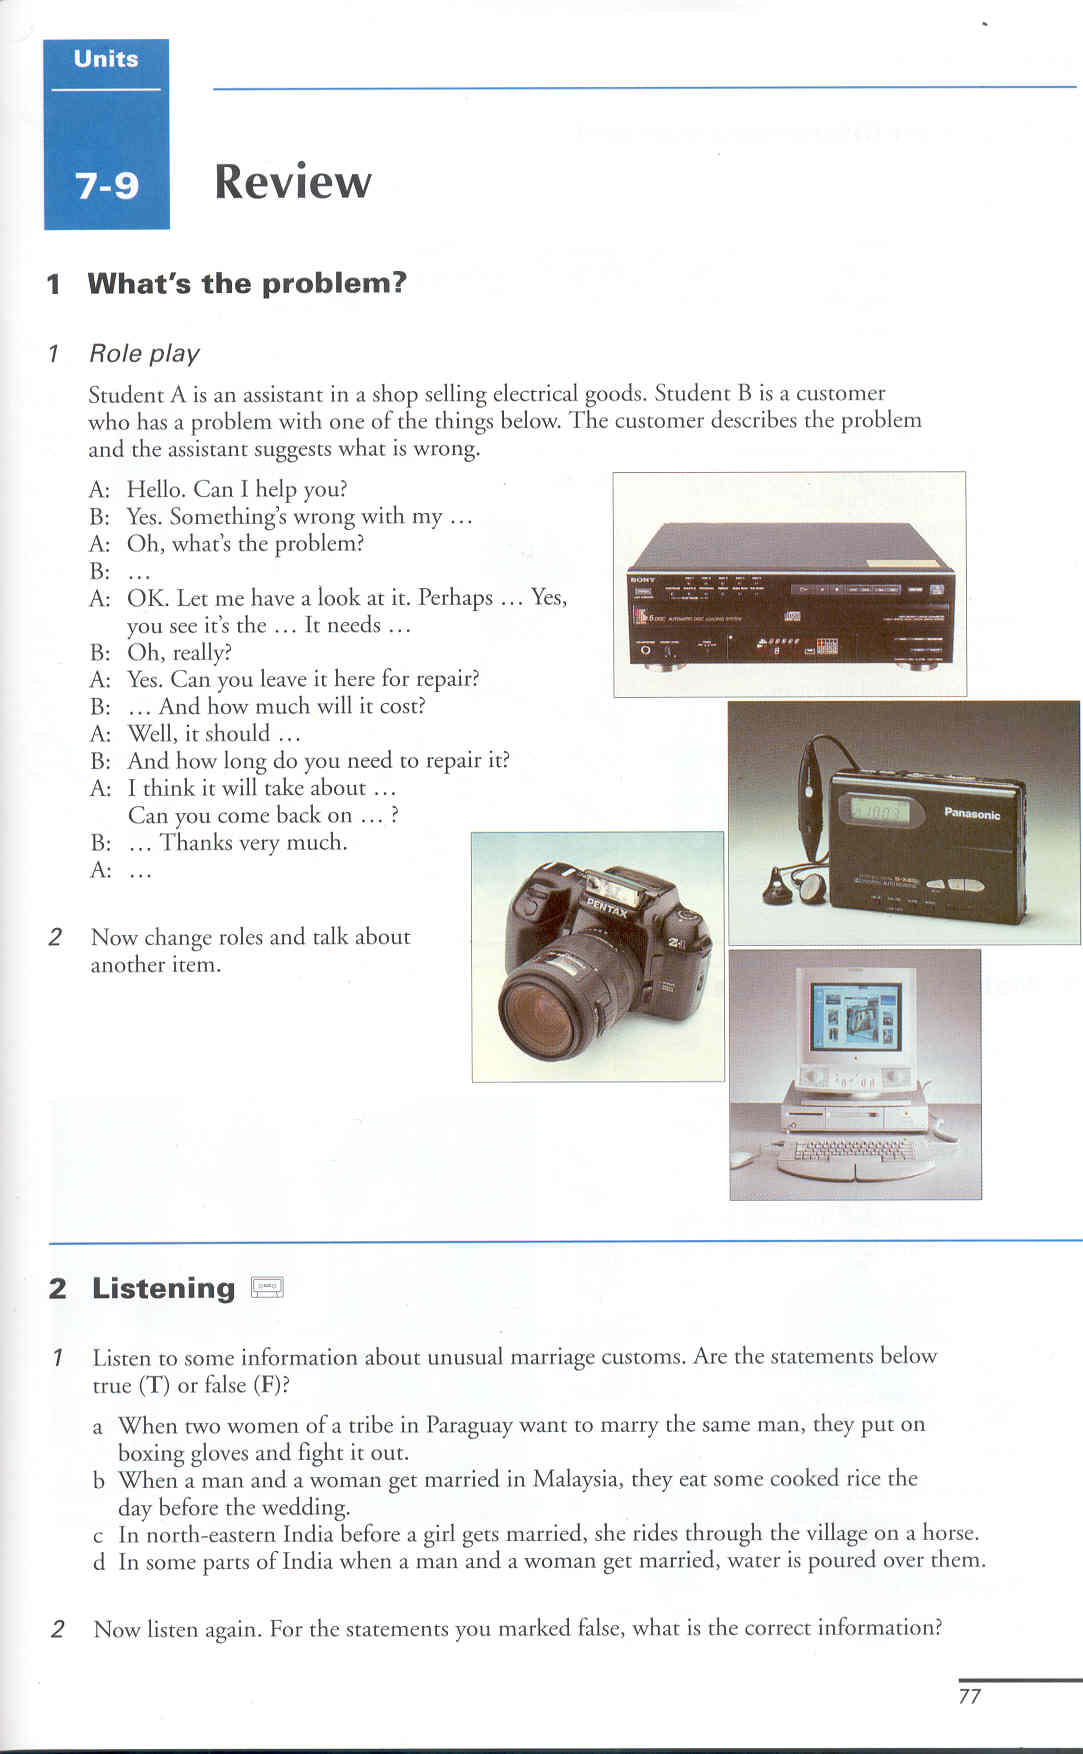 Units
7-9
Review
1 What's the problem?
1 Role play
Student A is an assistant in a shop selling electrical goods. Student B is a customer
who has a problem with one of the things below. The customer describes the problem
and the assistant suggests what is wrong.
A: Hello. Can I help you?
B: Yes. Something's wrong with my ...
A: Oh, what's the problem?
B: ...
A: OK. Let me have a look at it. Perhaps ... Yes,
you see it's the ... It needs ...
B: Oh, really?
A: Yes. Can you leave it here for repair?
B: ... And how much will it cost?
A: Well, it should ...
B: And how long do you need to repair it?
A: I think it will take about ...
Can you come back on ... ?
B: ... Thanks very much.
A: ...
SONY
AUTOMATIC DISC LOADING SYSTEM
Panasonic
PENTAX
2 Now change roles and talk about
another item.
2 Listening
1 Listen to some information about unusual marriage customs. Are the statements below
true (T) or false (F)?
a When two women of a tribe in Paraguay want to marry the same man, they put on
boxing gloves and fight it out.
b When a man and a woman get married in Malaysia, they eat some cooked rice the
day before the wedding.
c In north-eastern India before a girl gets married, she rides through the village on a horse.
d In some parts of India when a man and a woman get married, water is poured over them.
2 Now listen again. For the statements you marked false, what is the correct information?
77